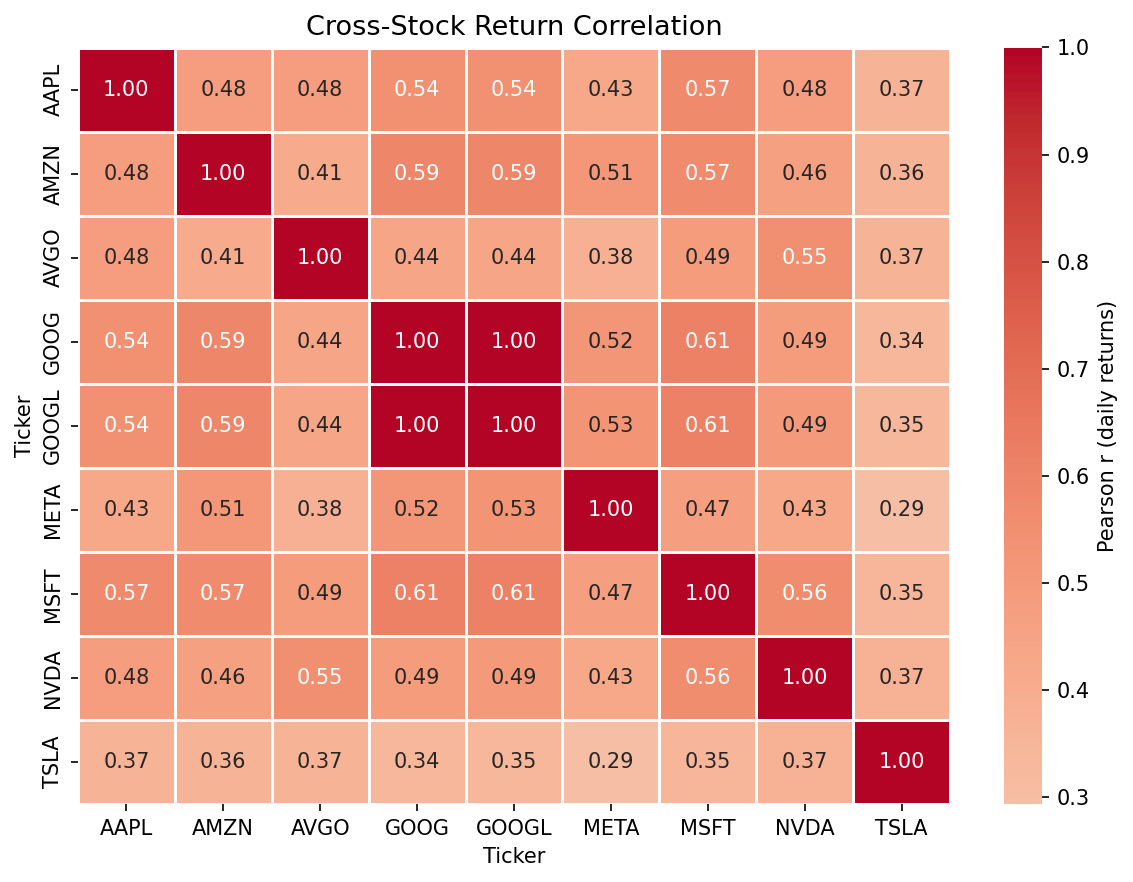 Cross-Stock Return Correlation
AAPL 1.00 0.48 0.48 0.54 0.54 0.43 0.57 0.48 0.37
AMZN 0.48 1.00 0.41 0.59 0.59 0.51 0.57 0.46 0.36
AVGO 0.48 0.41 1.00 0.44 0.44 0.38 0.49 0.55 0.37
GOOG 0.54 0.59 0.44 1.00 1.00 0.52 0.61 0.49 0.34
GOOGL 0.54 0.59 0.44 1.00 1.00 0.53 0.61 0.49 0.35
META 0.43 0.51 0.38 0.52 0.53 1.00 0.47 0.43 0.29
MSFT 0.57 0.57 0.49 0.61 0.61 0.47 1.00 0.56 0.35
NVDA 0.48 0.46 0.55 0.49 0.49 0.43 0.56 1.00 0.37
TSLA 0.37 0.36 0.37 0.34 0.35 0.29 0.35 0.37 1.00
AAPL AMZN AVGO GOOG GOOGL META MSFT NVDA TSLA
Ticker
Ticker
1.0
0.9
0.8
0.7
0.6
0.5
0.4
0.3
Pearson r (daily returns)